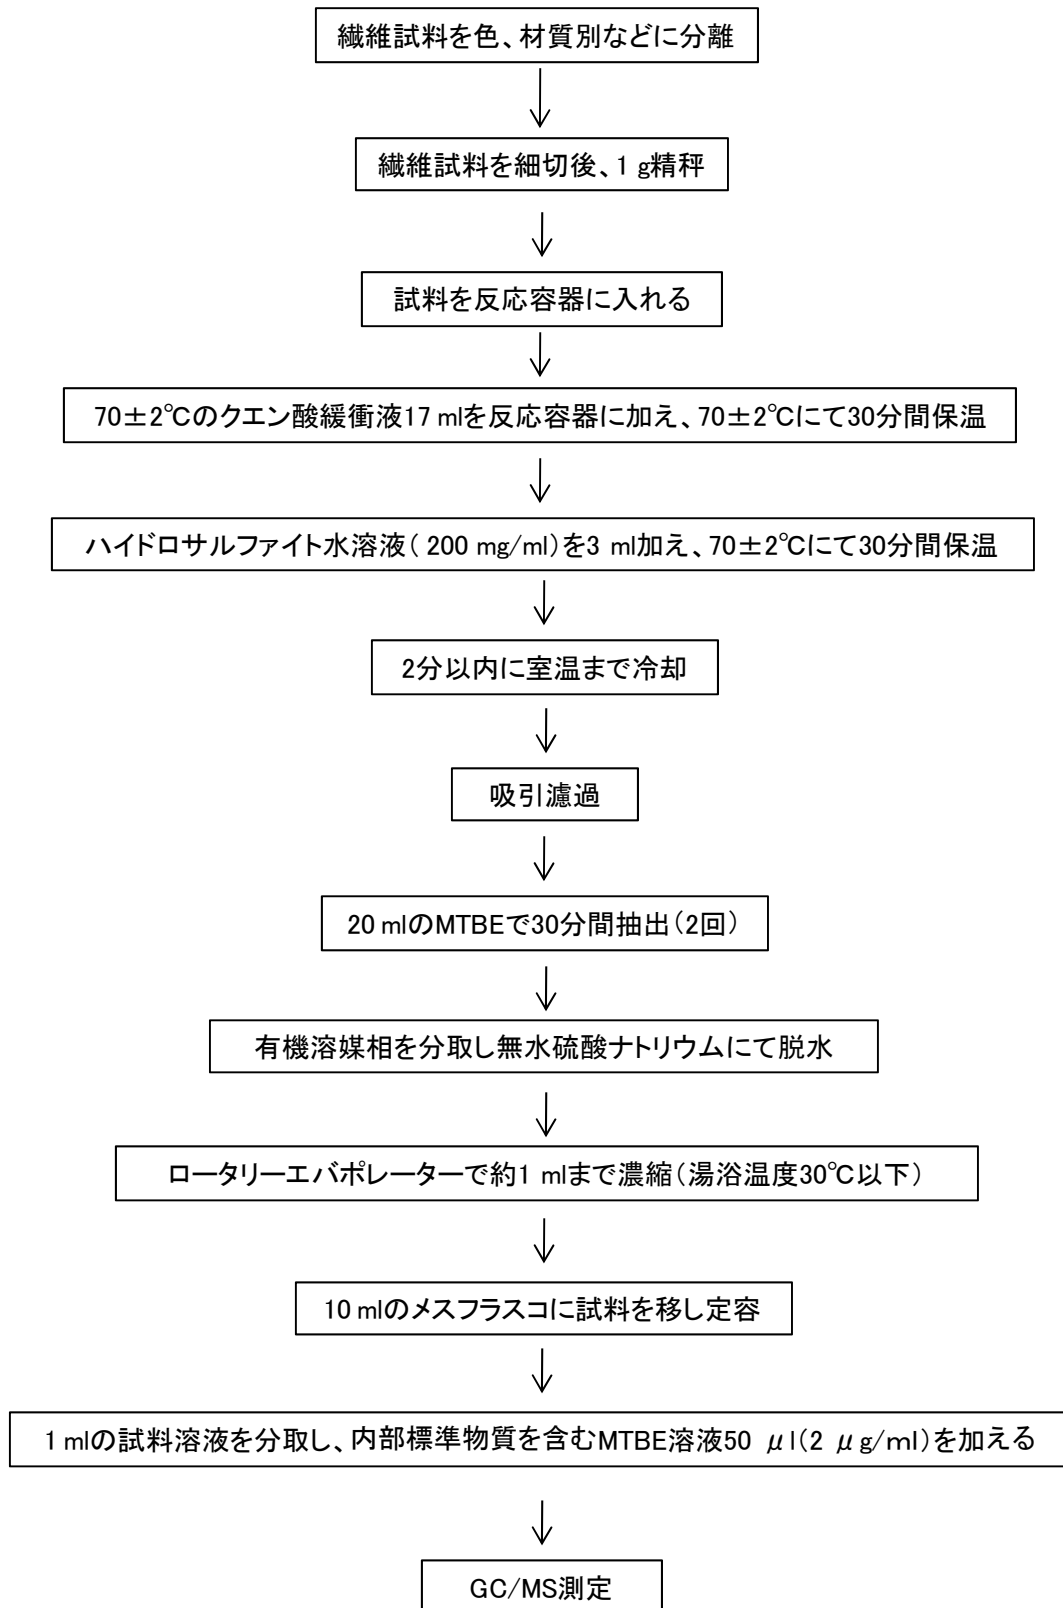 繊維試料を色、材質別などに分離
繊維試料を細切後、1 g精秤
試料を反応容器に入れる
70±2℃のクエン酸緩衝液17 mlを反応容器に加え、70±2℃にて30分間保温
ハイドロサルファイト水溶液( 200 mg/ml)を3 ml加え、70±2℃にて30分間保温
2分以内に室温まで冷却
吸引濾過
20 mlのMTBEで30分間抽出(2回)
有機溶媒相を分取し無水硫酸ナトリウムにて脱水
ロータリーエバポレーターで約1 mlまで濃縮(湯浴温度30℃以下)
10 mlのメスフラスコに試料を移し定容
1 mlの試料溶液を分取し、内部標準物質を含むMTBE溶液50 μl(2 μg/ml)を加える
GC/MS測定